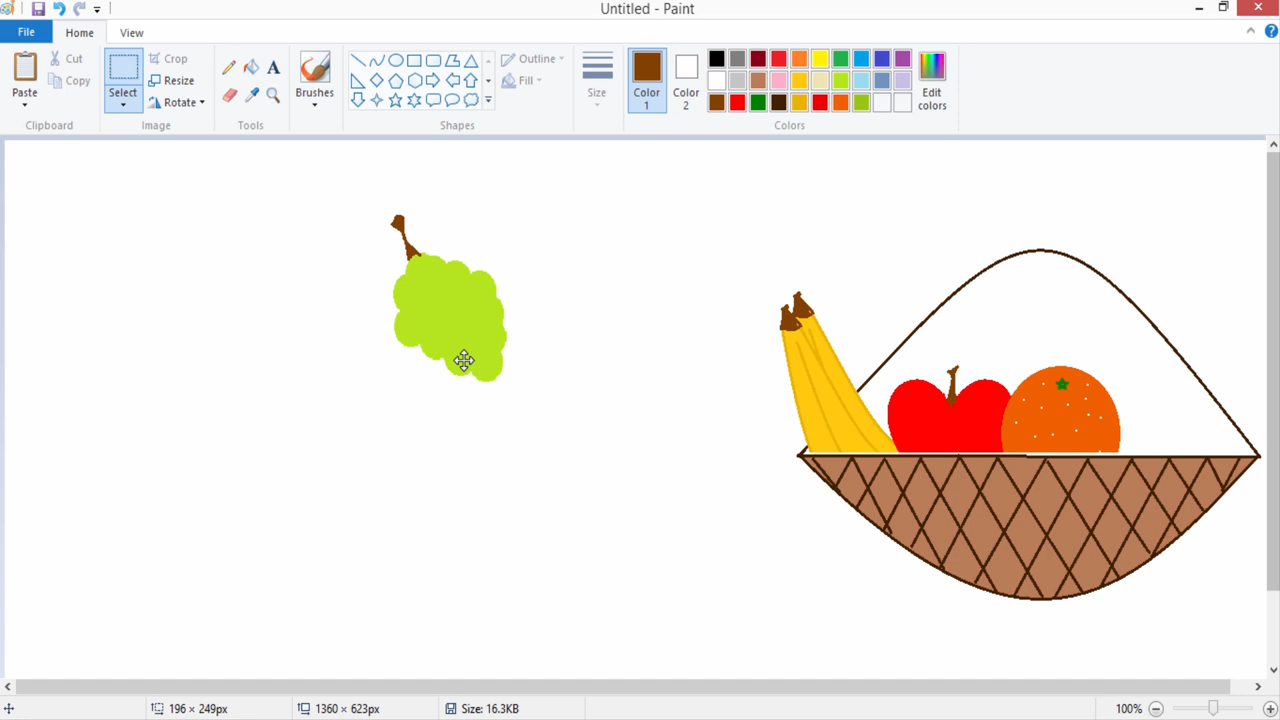 Untitled - Paint
File Home View
Paste
Cut
Copy
Clipboard
Select
Crop
Resize
Rotate
Image
A
Tools
Brushes
Outline
Fill
Shapes
Size
Color 1
Color 2
Edit colors
Colors
196 × 249px
1360 × 623px
Size: 16.3KB
100%